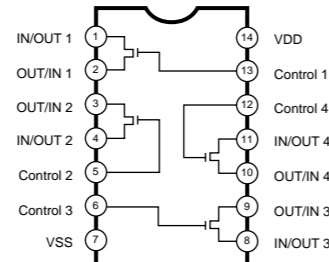 IN/OUT 1 1 14 VDD
OUT/IN 1 2 13 Control 1
OUT/IN 2 3 12 Control 4
IN/OUT 2 4 11 IN/OUT 4
Control 2 5 10 OUT/IN 4
Control 3 6 9 OUT/IN 3
VSS 7 8 IN/OUT 3